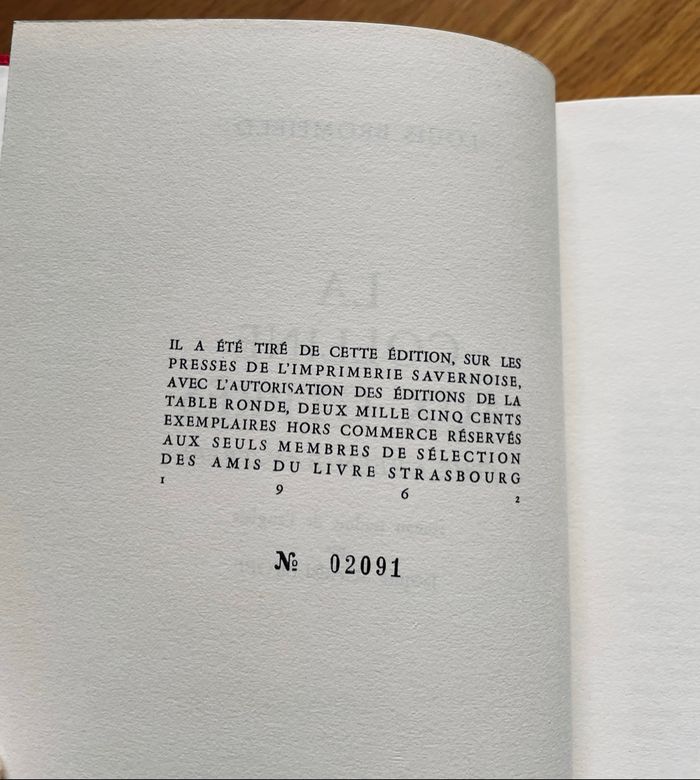 IL A ÉTÉ TIRÉ DE CETTE ÉDITION, SUR LES
PRESSES DE L'IMPRIMERIE SAVERNOISE,
AVEC L'AUTORISATION DES ÉDITIONS DE LA
TABLE RONDE, DEUX MILLE CINQ CENTS
EXEMPLAIRES HORS COMMERCE RÉSERVÉS
AUX SEULS MEMBRES DE SÉLECTION
DES AMIS DU LIVRE STRASBOURG
1 9 6 2
№ 02091